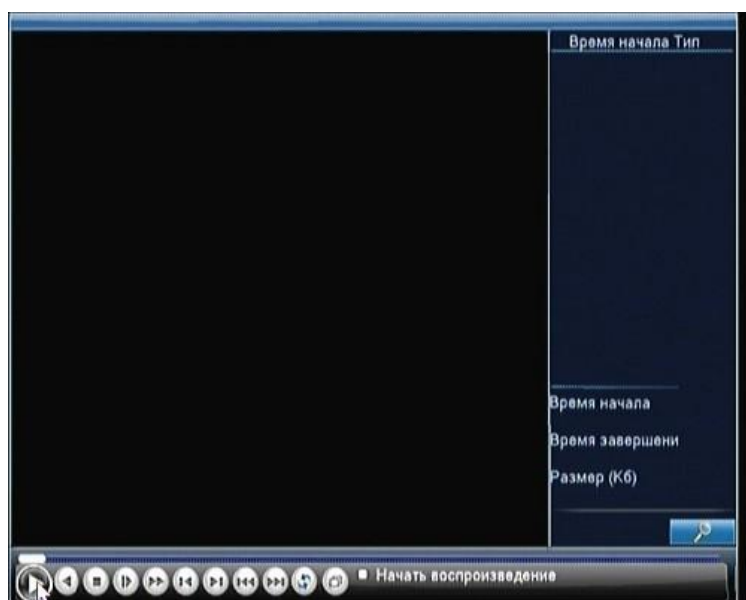 Время начала Тип
Время начала
Время завершени
Размер (Кб)
Начать воспроизведение